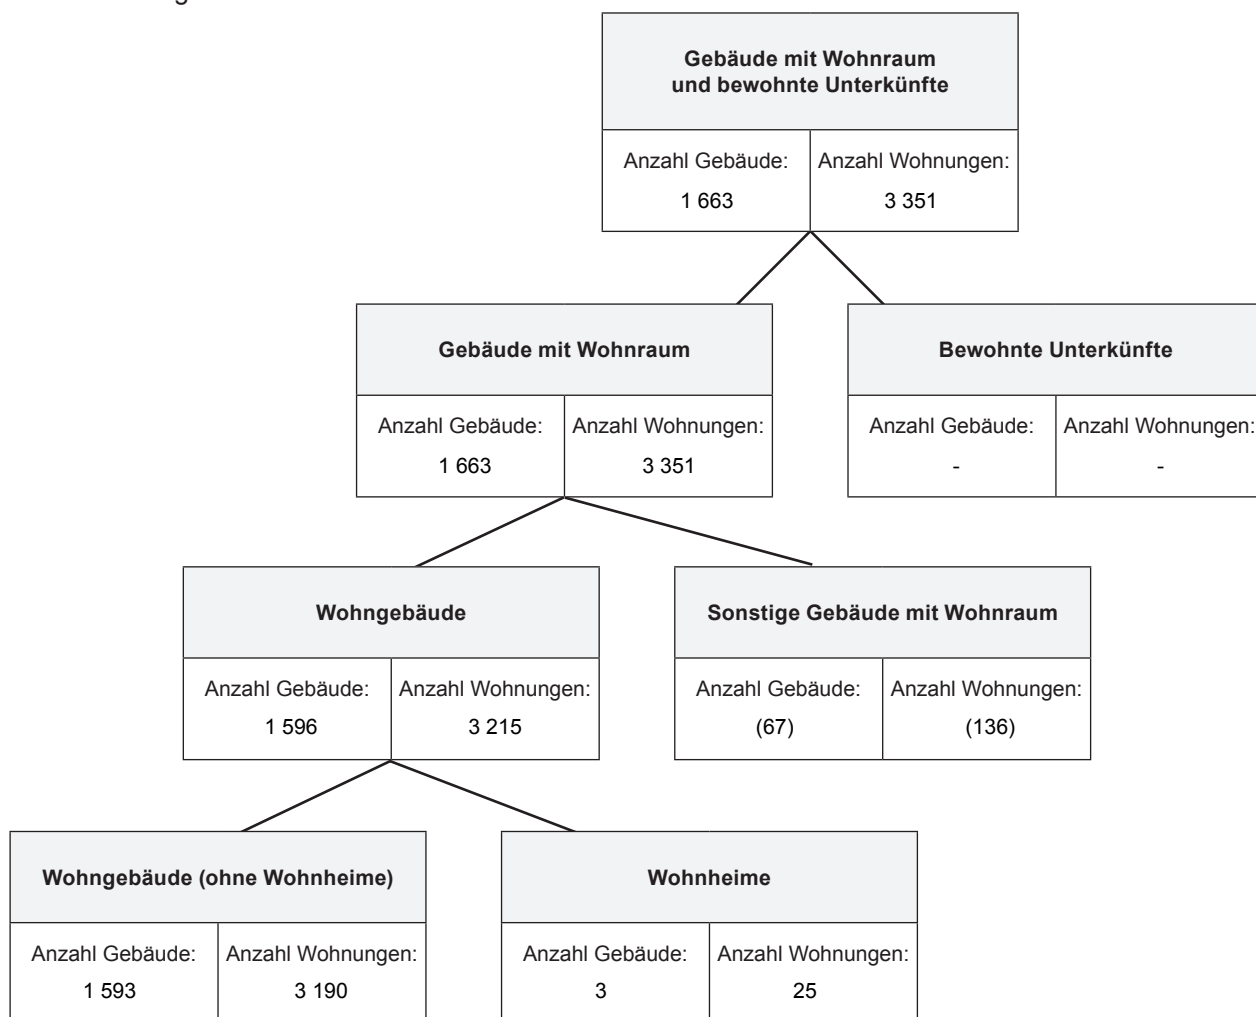 Gebäude mit Wohnraum
und bewohnte Unterkünfte
Anzahl Gebäude: Anzahl Wohnungen:
1 663 3 351
Gebäude mit Wohnraum Bewohnte Unterkünfte
Anzahl Gebäude: Anzahl Wohnungen: Anzahl Gebäude: Anzahl Wohnungen:
1 663 3 351 - -
Wohngebäude Sonstige Gebäude mit Wohnraum
Anzahl Gebäude: Anzahl Wohnungen: Anzahl Gebäude: Anzahl Wohnungen:
1 596 3 215 (67) (136)
Wohngebäude (ohne Wohnheime) Wohnheime
Anzahl Gebäude: Anzahl Wohnungen: Anzahl Gebäude: Anzahl Wohnungen:
1 593 3 190 3 25